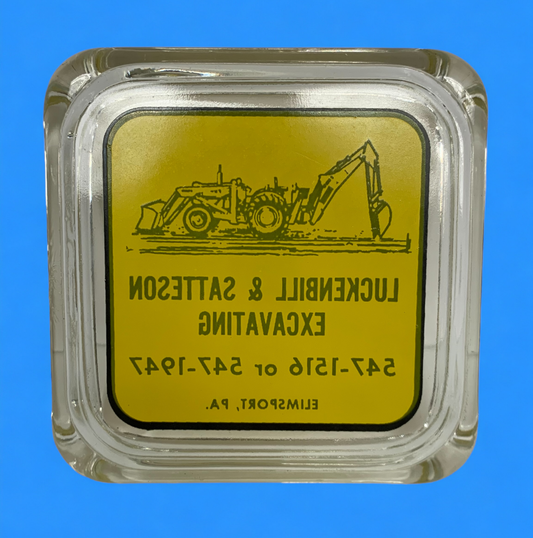 LUCKENBILL & SATTESON
EXCAVATING
547-1516 or 547-1947
ELIMSPORT, PA.